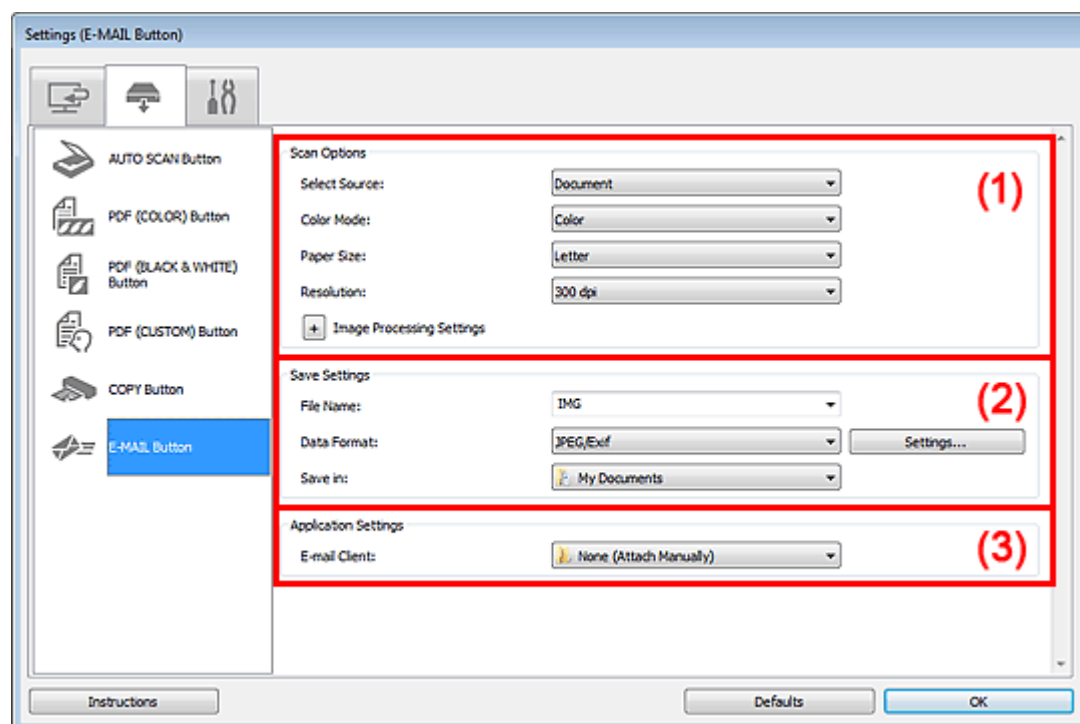 Settings (E-MAIL Button)
AUTO SCAN Button
PDF (COLOR) Button
PDF (BLACK & WHITE)
Button
PDF (CUSTOM) Button
COPY Button
E-MAIL Button
Scan Options
(1)
Select Source: Document
Color Mode: Color
Paper Size: Letter
Resolution: 300 dpi
+ Image Processing Settings
Save Settings
(2)
File Name: IMG
Data Format: JPEG/Exif Settings...
Save in: My Documents
Application Settings
(3)
E-mail Client: None (Attach Manually)
Instructions Defaults OK